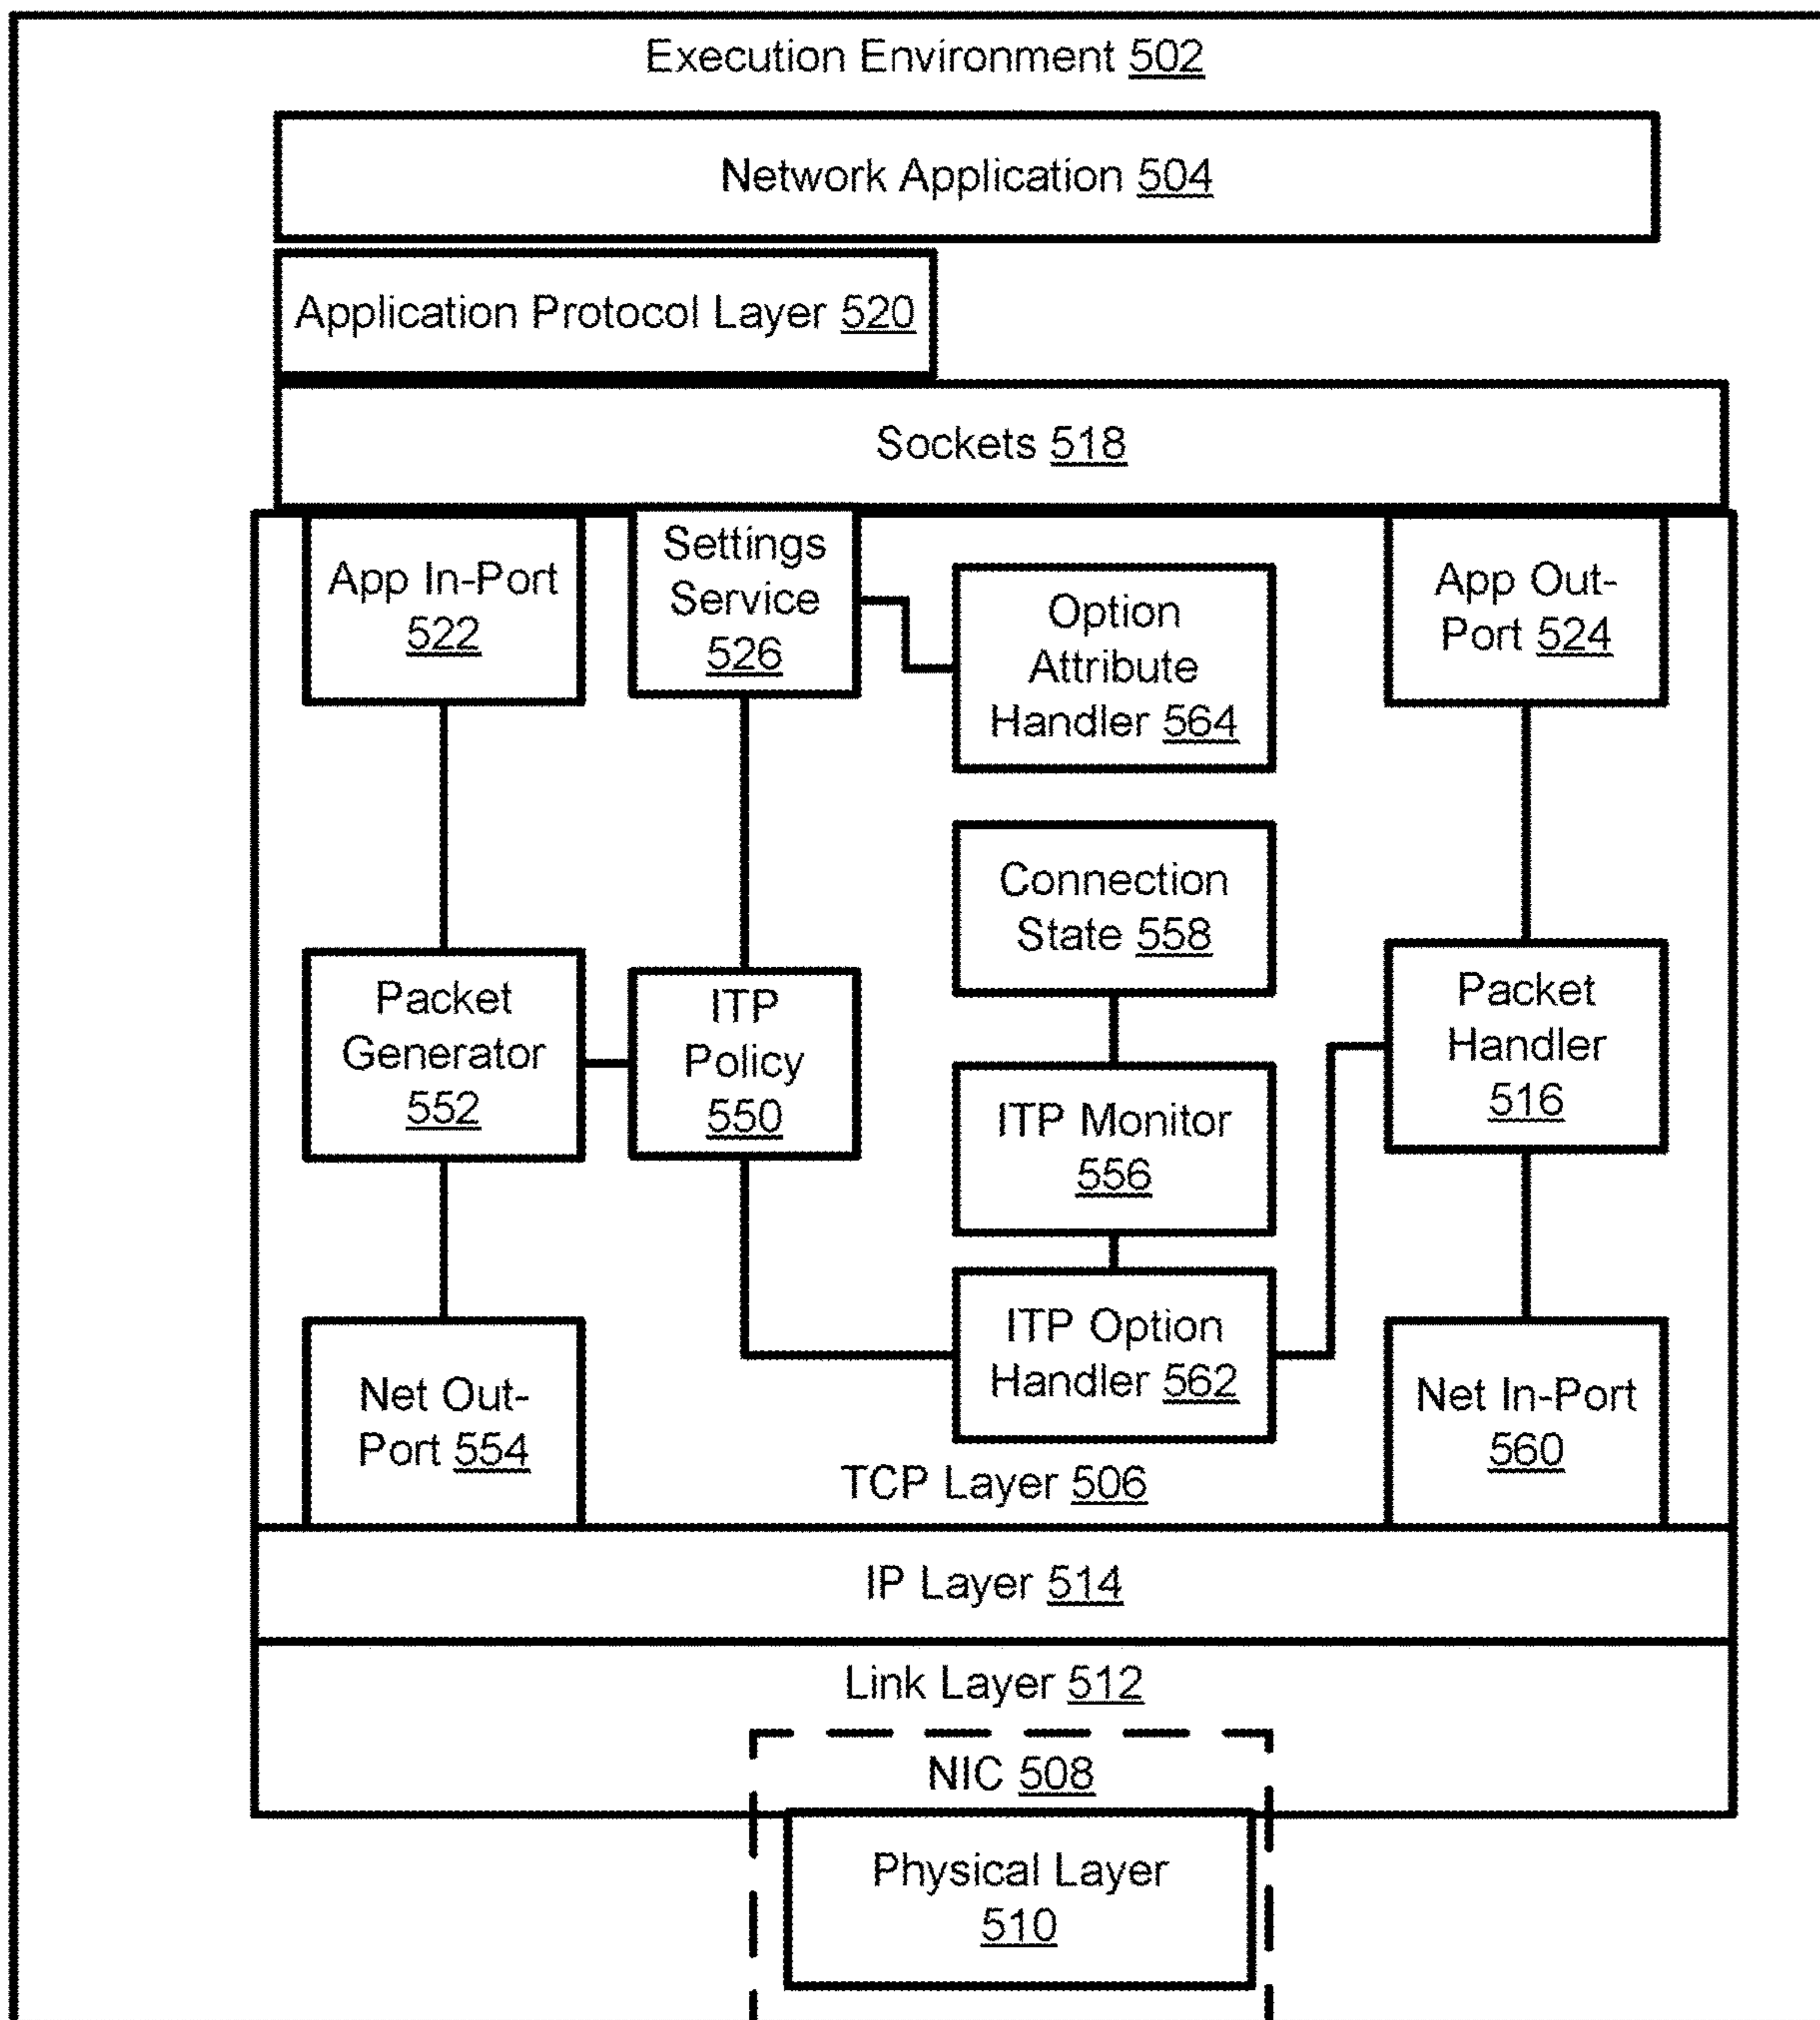 Execution Environment 502
Network Application 504
Application Protocol Layer 520
Sockets 518
App In-Port
522
Settings
Service
526
Option
Attribute
Handler 564
App Out-
Port 524
Connection
State 558
Packet
Generator
552
ITP
Policy
550
ITP Monitor
556
Packet
Handler
516
Net Out-
Port 554
ITP Option
Handler 562
Net In-Port
560
TCP Layer 506
IP Layer 514
Link Layer 512
NIC 508
Physical Layer
510